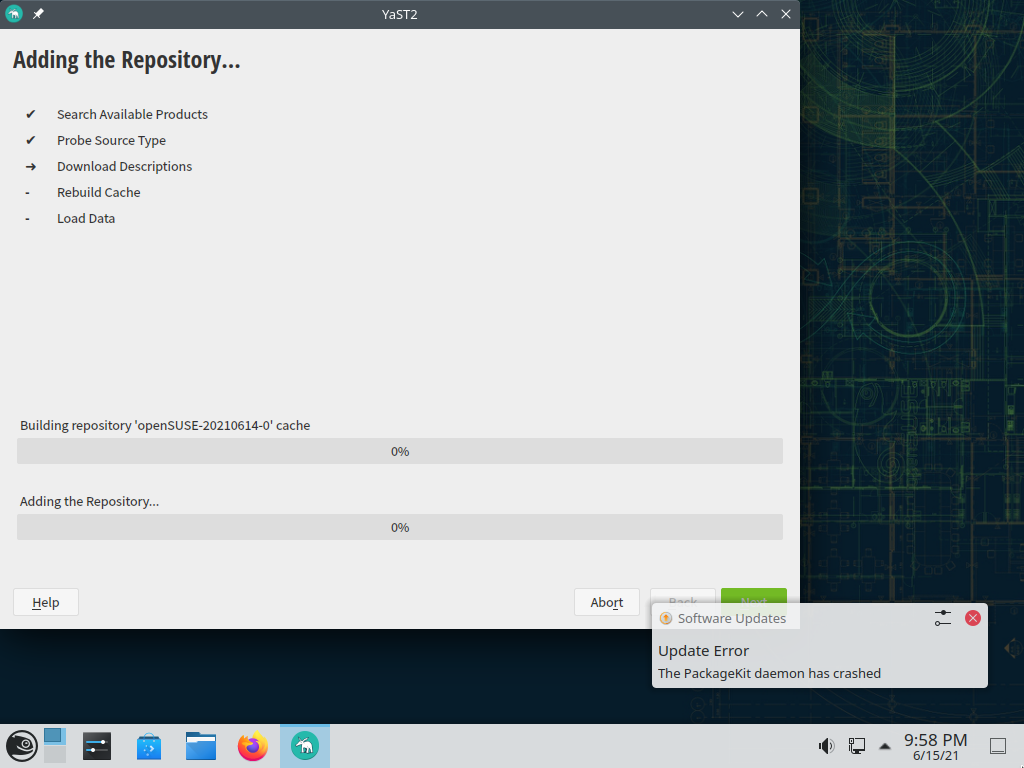 YaST2
Adding the Repository...
✔ Search Available Products
✔ Probe Source Type
➔ Download Descriptions
- Rebuild Cache
- Load Data
Building repository 'openSUSE-20210614-0' cache
0%
Adding the Repository...
0%
Help Abort Back Next
Software Updates
Update Error
The PackageKit daemon has crashed
9:58 PM
6/15/21